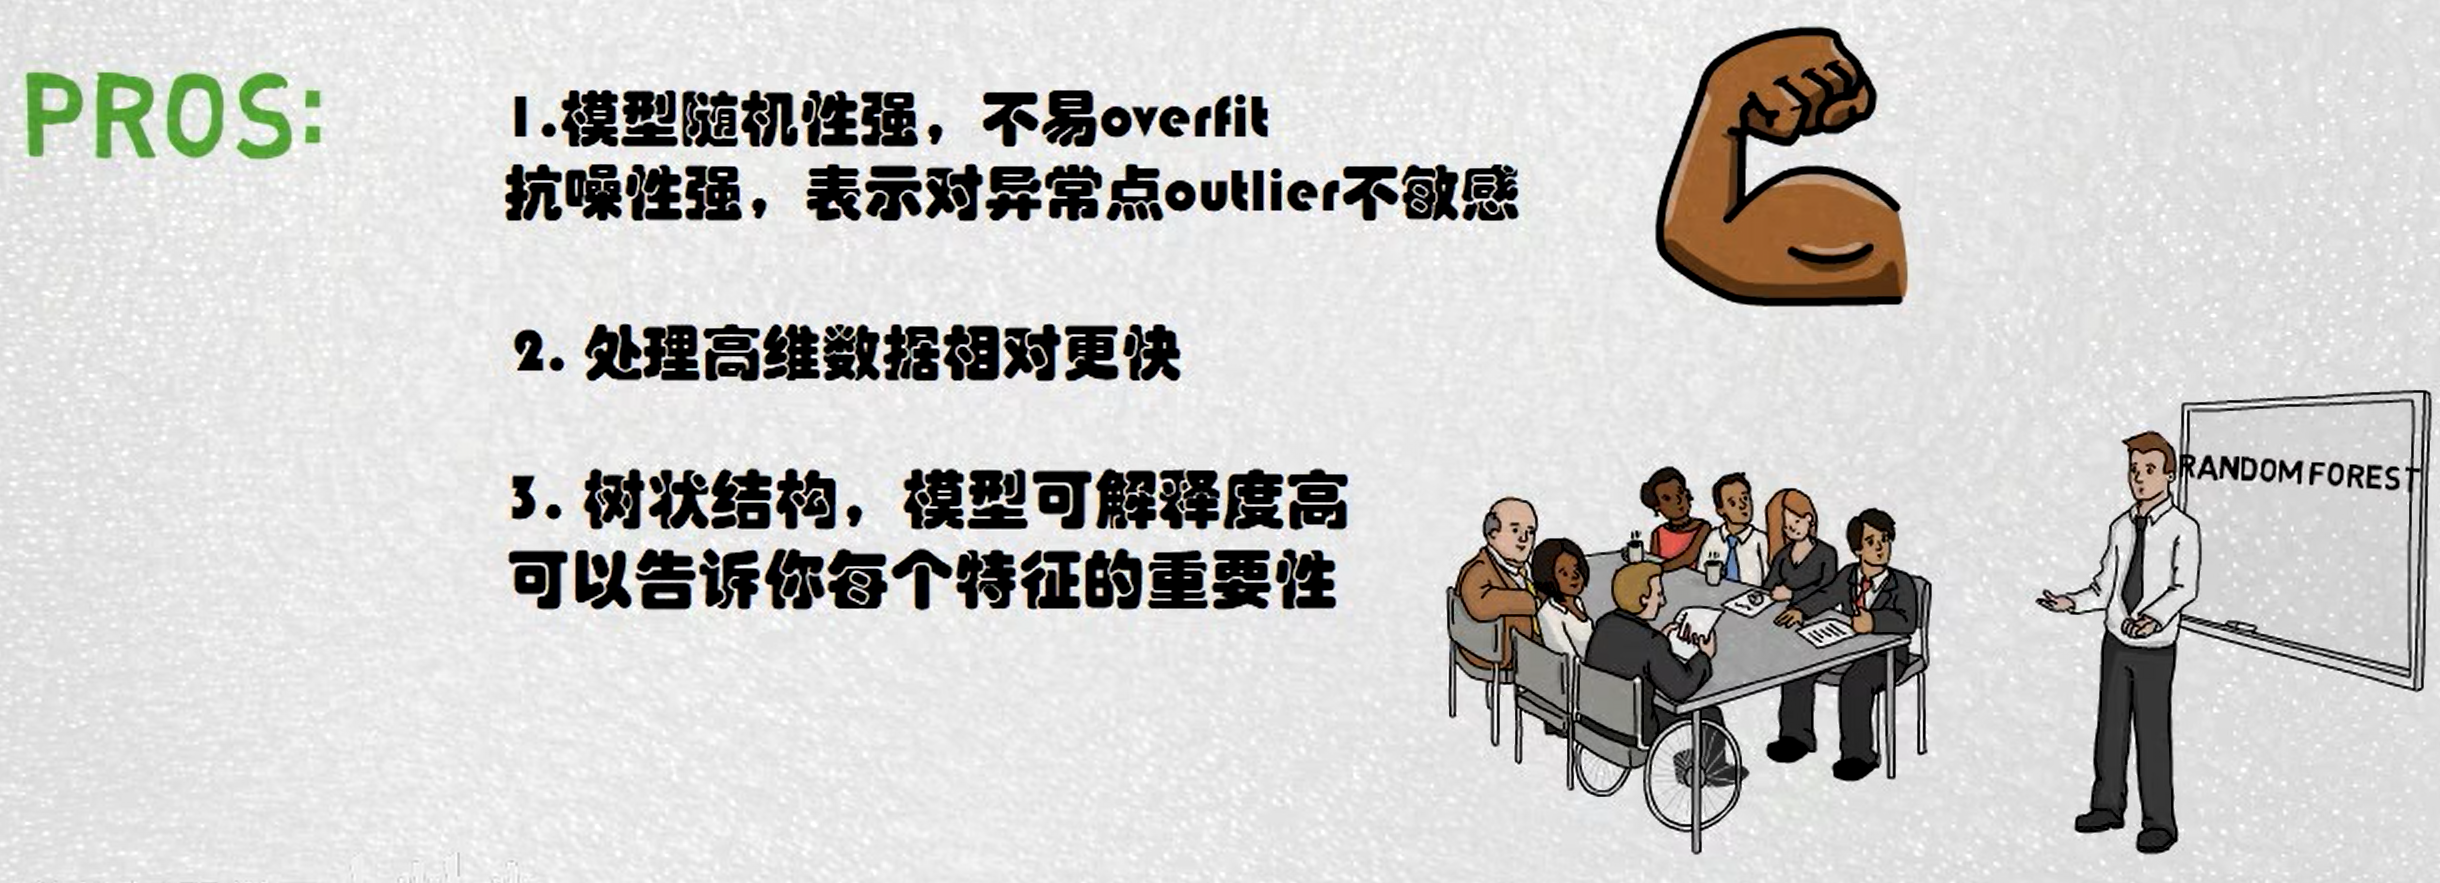 PROS:
1.模型随机性强，不易overfit
抗噪性强，表示对异常点outlier不敏感
2. 处理高维数据相对更快
3. 树状结构，模型可解释度高
可以告诉你每个特征的重要性
RANDOM FOREST